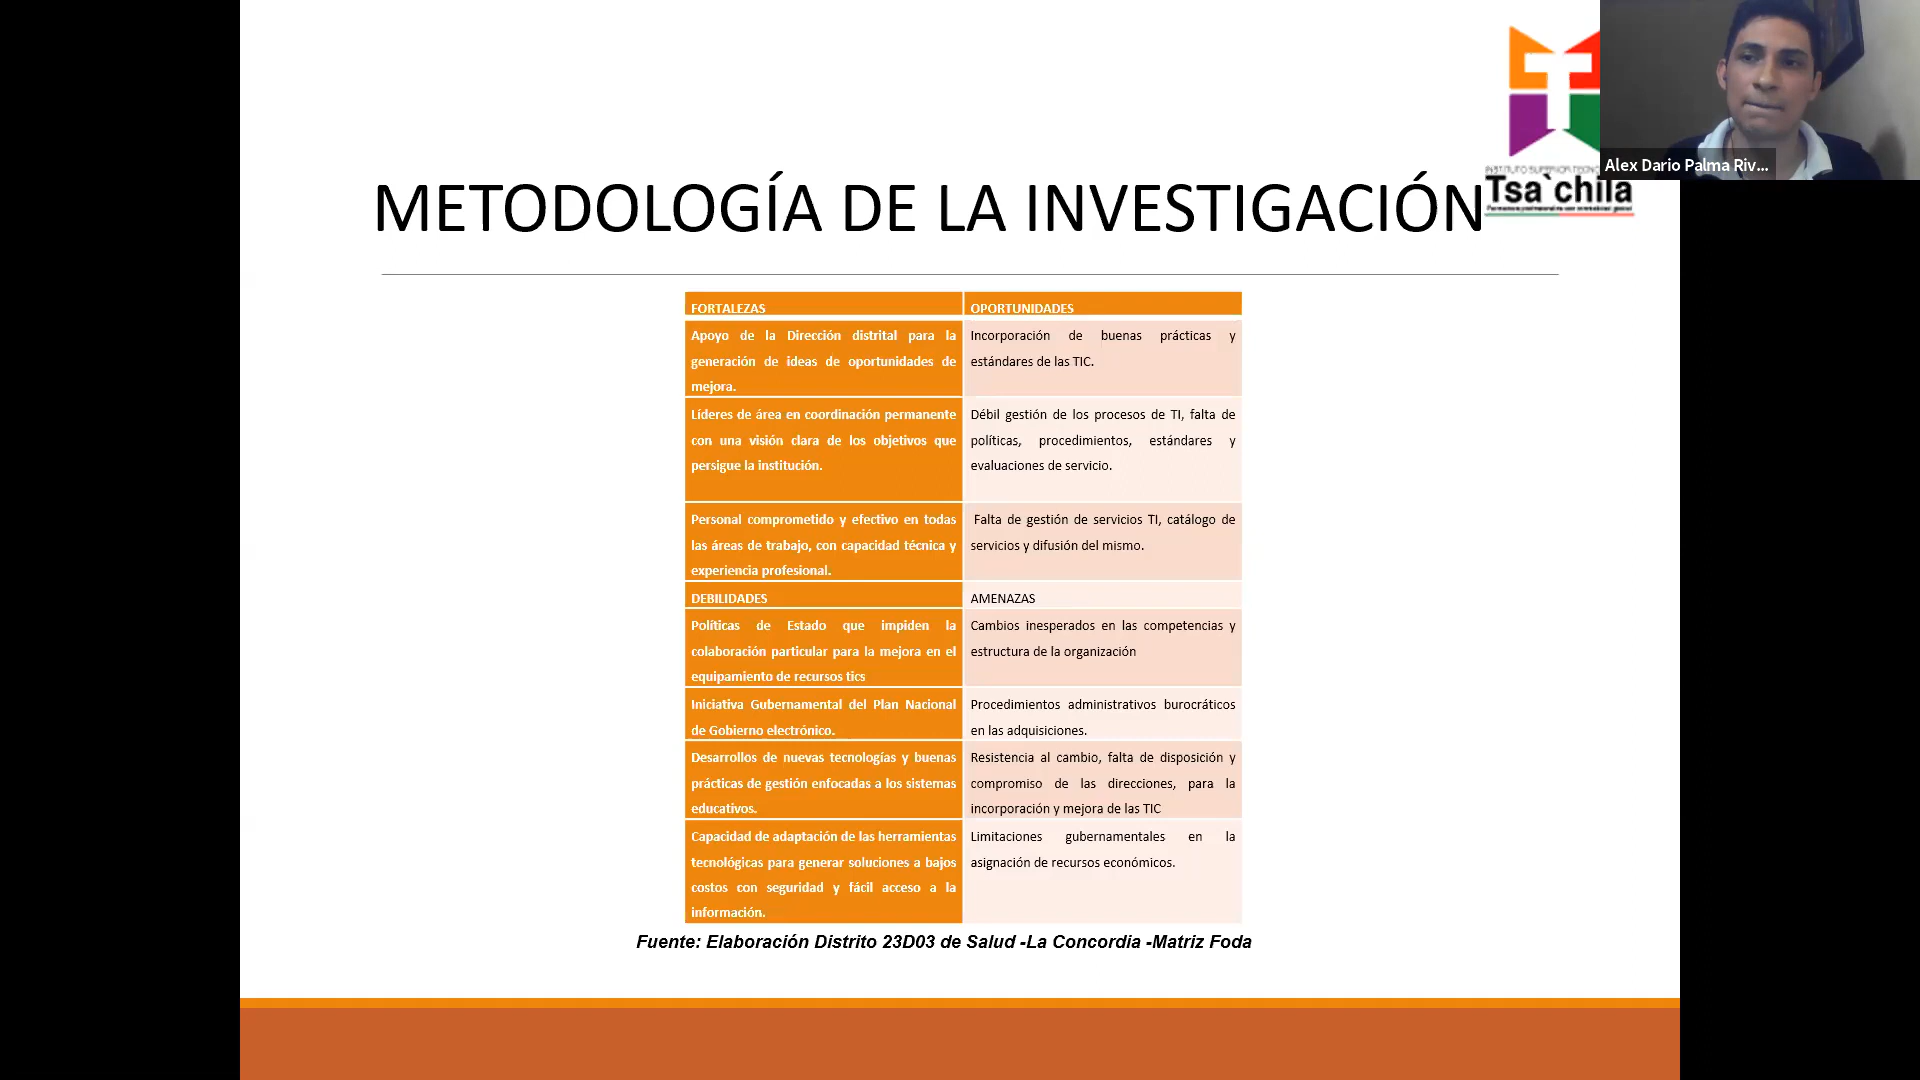 Alex Dario Palma Riv...
INSTITUTO SUPERIOR TECNO
Tsa`chila
METODOLOGÍA DE LA INVESTIGACIÓN
FORTALEZAS
OPORTUNIDADES
Apoyo de la Dirección distrital para la
generación de ideas de oportunidades de
mejora.
Incorporación de buenas prácticas y
estándares de las TIC.
Líderes de área en coordinación permanente
con una visión clara de los objetivos que
persigue la institución.
Débil gestión de los procesos de TI, falta de
políticas, procedimientos, estándares y
evaluaciones de servicio.
Personal comprometido y efectivo en todas
las áreas de trabajo, con capacidad técnica y
experiencia profesional.
Falta de gestión de servicios TI, catálogo de
servicios y difusión del mismo.
DEBILIDADES
AMENAZAS
Políticas de Estado que impiden la
colaboración particular para la mejora en el
equipamiento de recursos tics
Cambios inesperados en las competencias y
estructura de la organización
Iniciativa Gubernamental del Plan Nacional
de Gobierno electrónico.
Procedimientos administrativos burocráticos
en las adquisiciones.
Desarrollos de nuevas tecnologías y buenas
prácticas de gestión enfocadas a los sistemas
educativos.
Resistencia al cambio, falta de disposición y
compromiso de las direcciones, para la
incorporación y mejora de las TIC
Capacidad de adaptación de las herramientas
tecnológicas para generar soluciones a bajos
costos con seguridad y fácil acceso a la
información.
Limitaciones gubernamentales en la
asignación de recursos económicos.
Fuente: Elaboración Distrito 23D03 de Salud -La Concordia -Matriz Foda